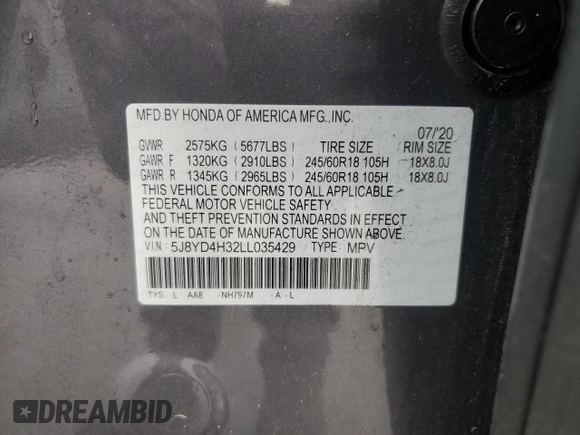 MFD BY HONDA OF AMERICA MFG.,INC.
07/'20
GVWR 2575KG (5677LBS) TIRE SIZE RIM SIZE
GAWR F 1320KG (2910LBS) 245/60R18 105H 18X8.0J
GAWR R 1345KG (2965LBS) 245/60R18 105H 18X8.0J
THIS VEHICLE CONFORMS TO ALL APPLICABLE
FEDERAL MOTOR VEHICLE SAFETY
AND THEFT PREVENTION STANDARDS IN EFFECT
ON THE DATE OF MANUFACTURE SHOWN ABOVE
V.I.N: 5J8YD4H32LL035429 TYPE: MPV
TYS L AA8 NH797M -A -L
DREAMBID